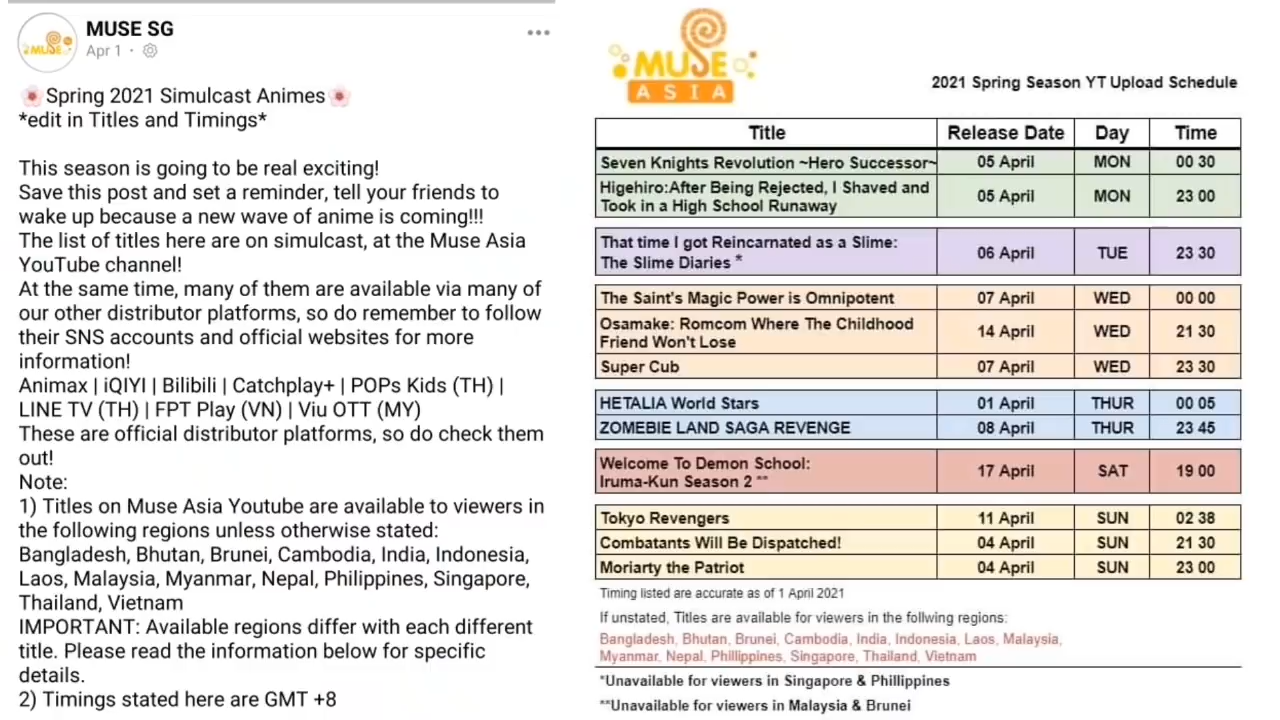 MUSE
MUSE SG
Apr 1 ·
🌸Spring 2021 Simulcast Animes🌸
*edit in Titles and Timings*
This season is going to be real exciting!
Save this post and set a reminder, tell your friends to
wake up because a new wave of anime is coming!!!
The list of titles here are on simulcast, at the Muse Asia
YouTube channel!
At the same time, many of them are available via many of
our other distributor platforms, so do remember to follow
their SNS accounts and official websites for more
information!
Animax | iQIYI | Bilibili | Catchplay+ | POPs Kids (TH) |
LINE TV (TH) | FPT Play (VN) | Viu OTT (MY)
These are official distributor platforms, so do check them
out!
Note:
1) Titles on Muse Asia Youtube are available to viewers in
the following regions unless otherwise stated:
Bangladesh, Bhutan, Brunei, Cambodia, India, Indonesia,
Laos, Malaysia, Myanmar, Nepal, Philippines, Singapore,
Thailand, Vietnam
IMPORTANT: Available regions differ with each different
title. Please read the information below for specific
details.
2) Timings stated here are GMT +8
MUSE
ASIA
2021 Spring Season YT Upload Schedule
Title Release Date Day Time
Seven Knights Revolution ~Hero Successor~ 05 April MON 00 30
Higehiro:After Being Rejected, I Shaved and
Took in a High School Runaway 05 April MON 23 00
That time I got Reincarnated as a Slime:
The Slime Diaries * 06 April TUE 23 30
The Saint's Magic Power is Omnipotent 07 April WED 00 00
Osamake: Romcom Where The Childhood
Friend Won't Lose 14 April WED 21 30
Super Cub 07 April WED 23 30
HETALIA World Stars 01 April THUR 00 05
ZOMEBIE LAND SAGA REVENGE 08 April THUR 23 45
Welcome To Demon School:
Iruma-Kun Season 2 ** 17 April SAT 19 00
Tokyo Revengers 11 April SUN 02 38
Combatants Will Be Dispatched! 04 April SUN 21 30
Moriarty the Patriot 04 April SUN 23 00
Timing listed are accurate as of 1 April 2021
If unstated, Titles are available for viewers in the follwing regions:
Bangladesh, Bhutan, Brunei, Cambodia, India, Indonesia, Laos, Malaysia,
Myanmar, Nepal, Phillippines, Singapore, Thailand, Vietnam
*Unavailable for viewers in Singapore & Phillippines
**Unavailable for viewers in Malaysia & Brunei